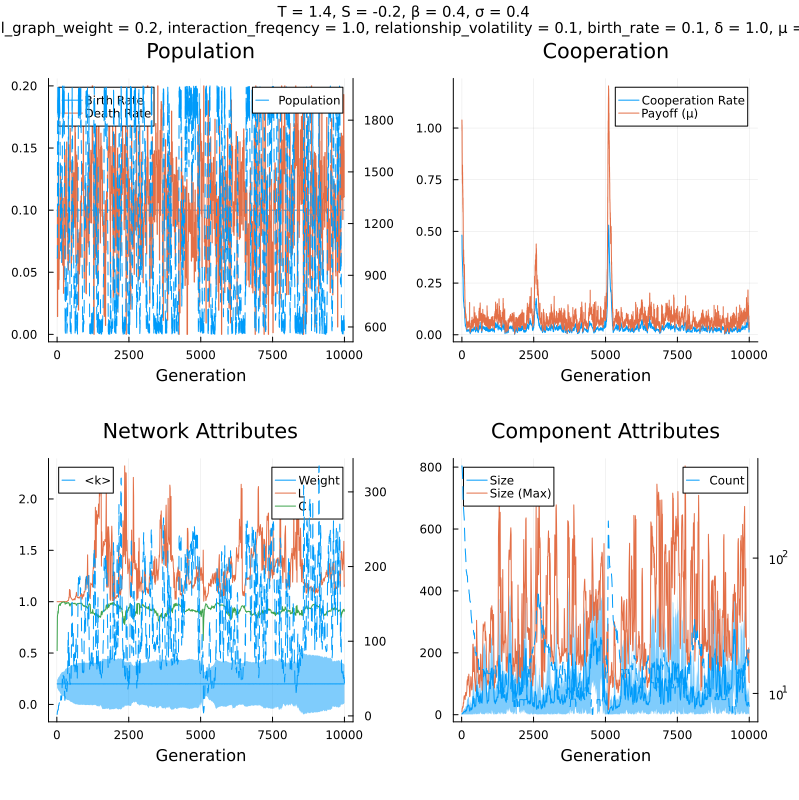 T = 1.4, S = -0.2, β = 0.4, σ = 0.4
l_graph_weight = 0.2, interaction_freqency = 1.0, relationship_volatility = 0.1, birth_rate = 0.1, δ = 1.0, μ =
Population Cooperation
0.20
0.15
0.10
0.05
0.00
Birth Rate
Death Rate
Population
1800
1500
1200
900
600
0 2500 5000 7500 10000
Generation
1.00
0.75
0.50
0.25
0.00
Cooperation Rate
Payoff (μ)
0 2500 5000 7500 10000
Generation
Network Attributes Component Attributes
2.0
1.5
1.0
0.5
0.0
<k>
Weight
L
C
300
200
100
0
0 2500 5000 7500 10000
Generation
800
600
400
200
0
Size
Size (Max)
Count
10²
10¹
0 2500 5000 7500 10000
Generation